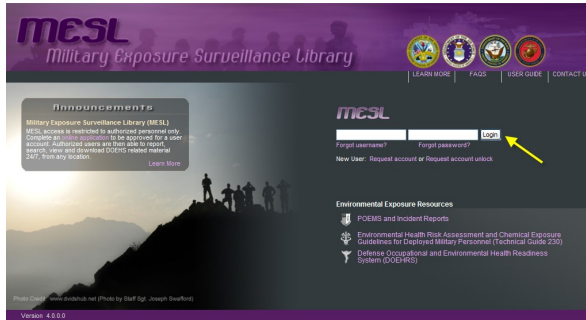 MESL
Military Exposure Surveillance Library
LEARN MORE
FAQS
USER GUIDE
CONTACT U
Announcements
Military Exposure Surveillance Library (MESL)
MESL access is restricted to authorized personnel only.
Complete an online application to be approved for a user
account. Authorized users are then able to report,
search, view and download DOEHS related material
24/7, from any location.
Learn More
MESL
Login
Forgot username?
Forgot password?
New User: Request account or Request account unlock
Environmental Exposure Resources
POEMS and Incident Reports
Environmental Health Risk Assessment and Chemical Exposure
Guidelines for Deployed Military Personnel (Technical Guide 230)
Defense Occupational and Environmental Health Readiness
System (DOEHRS)
Photo Credit: www.dvidshub.net (Photo by Staff Sgt. Joseph Swafford)
Version 4.0.0.0